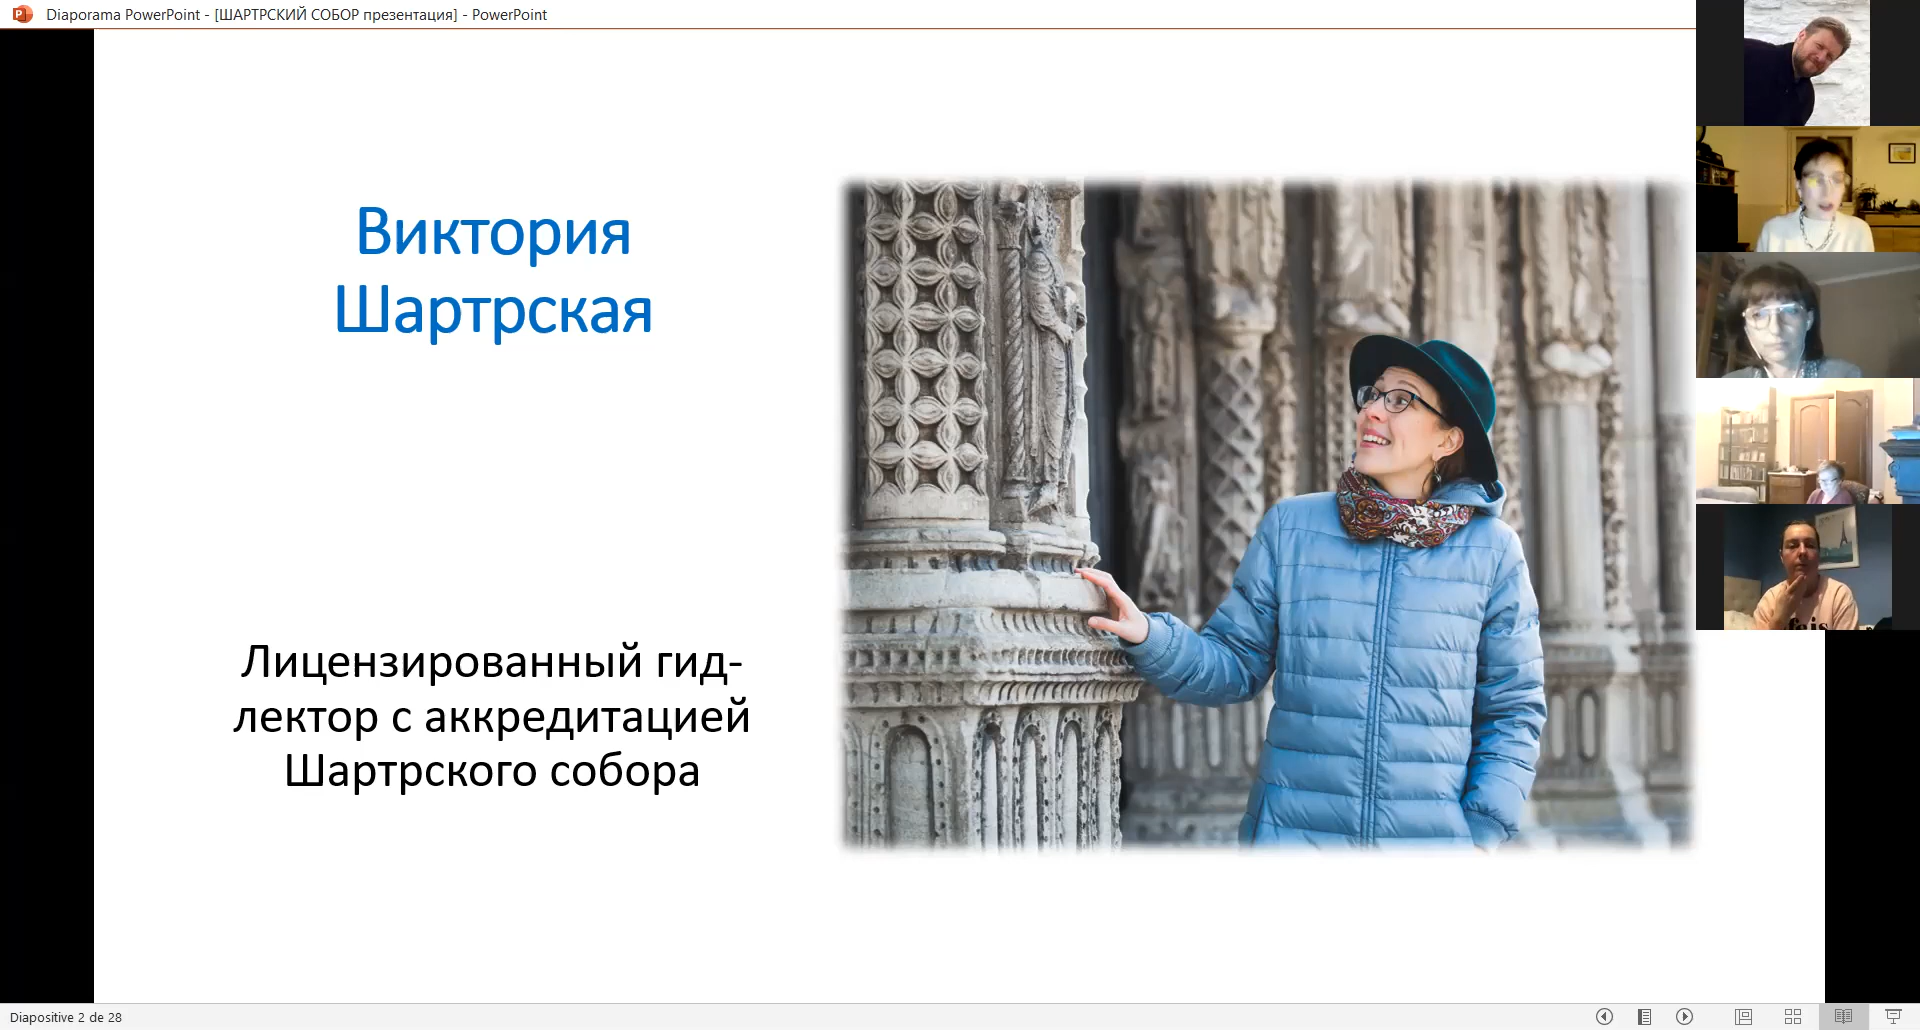 Diaporama PowerPoint - [ШАРТРСКИЙ СОБОР презентация] - PowerPoint
Виктория
Шартрская
Лицензированный гид-
лектор с аккредитацией
Шартрского собора
Diapositive 2 de 28